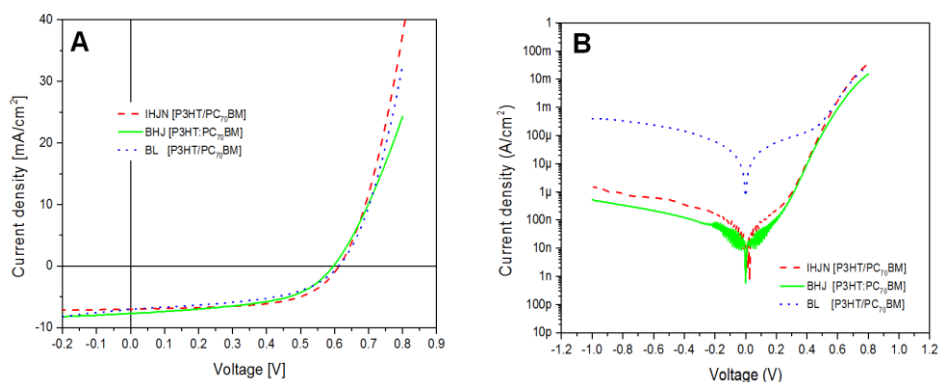 A
Current density [mA/cm²]
40
30
20
10
0
-10
IHJN [P3HT/PC₇₀BM]
BHJ [P3HT:PC₇₀BM]
BL [P3HT/PC₇₀BM]
-0.2 -0.1 0.0 0.1 0.2 0.3 0.4 0.5 0.6 0.7 0.8 0.9
Voltage [V]
B
Current density (A/cm²)
1
100m
10m
1m
100µ
10µ
1µ
100n
10n
1n
100p
10p
IHJN [P3HT/PC₇₀BM]
BHJ [P3HT:PC₇₀BM]
BL [P3HT/PC₇₀BM]
-1.2 -1.0 -0.8 -0.6 -0.4 -0.2 0.0 0.2 0.4 0.6 0.8 1.0 1.2
Voltage (V)